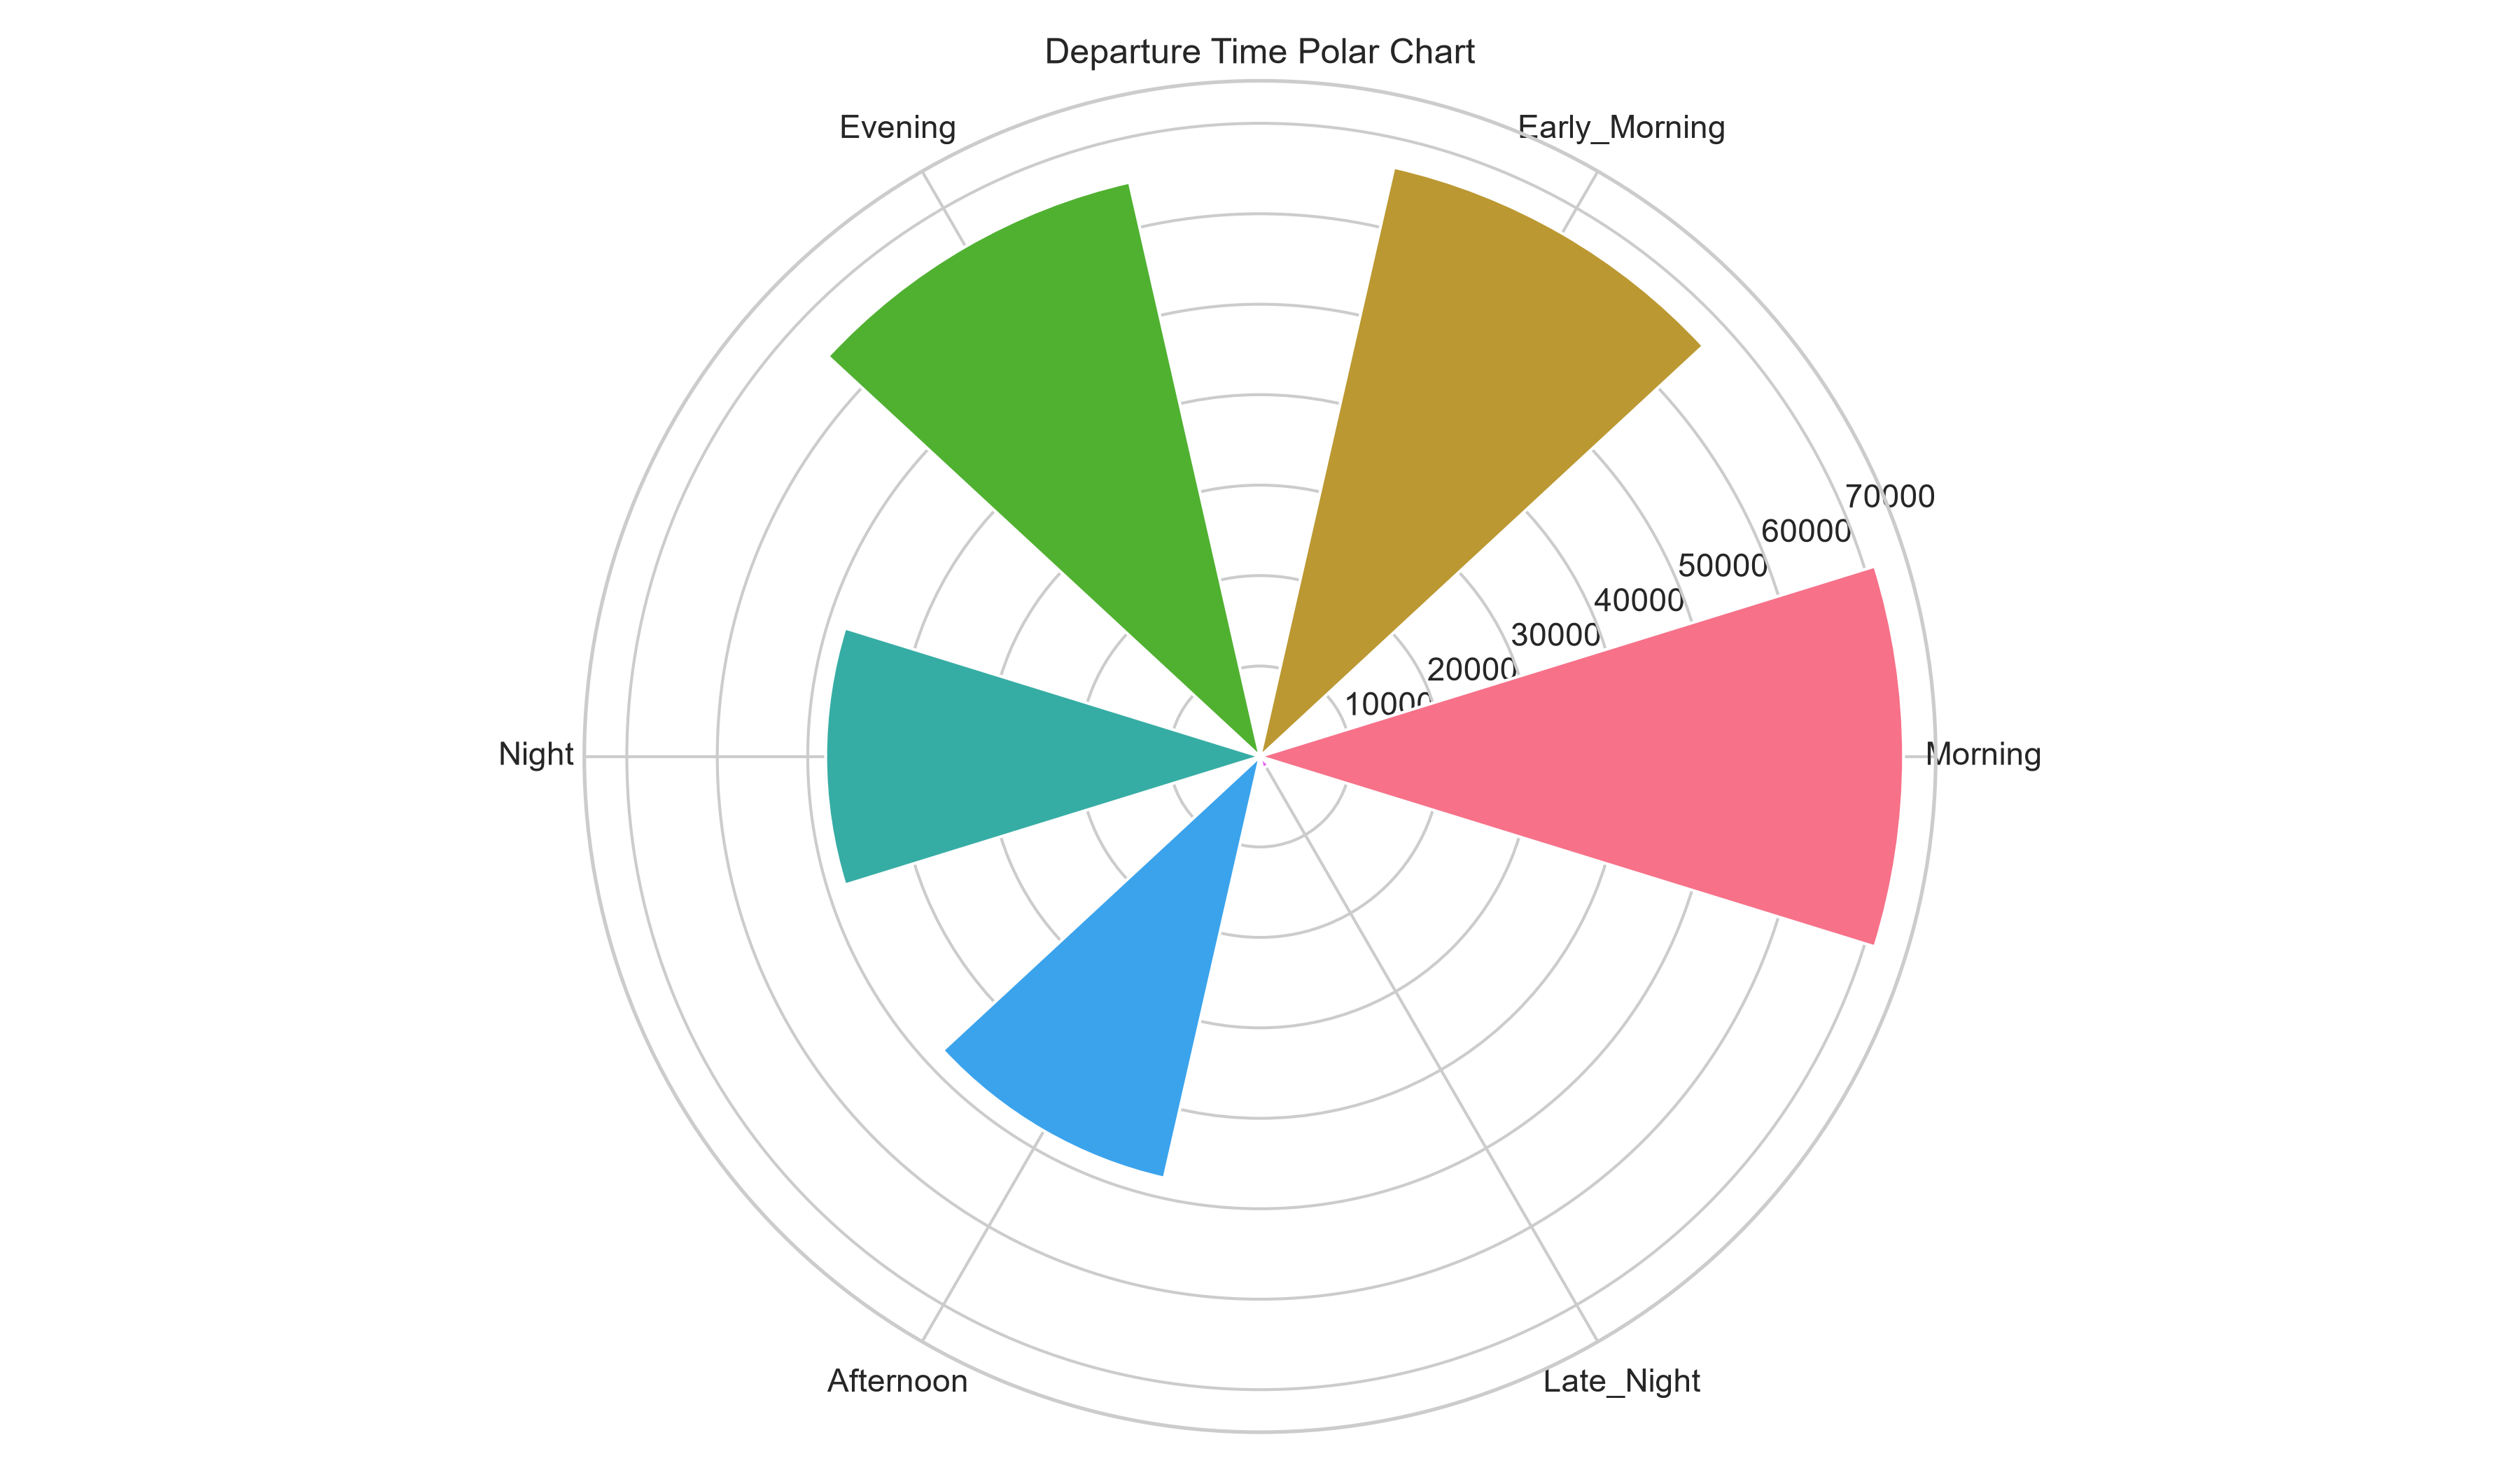 Departure Time Polar Chart
Evening
Early_Morning
70000
60000
50000
40000
30000
20000
10000
Night
Morning
Afternoon
Late_Night